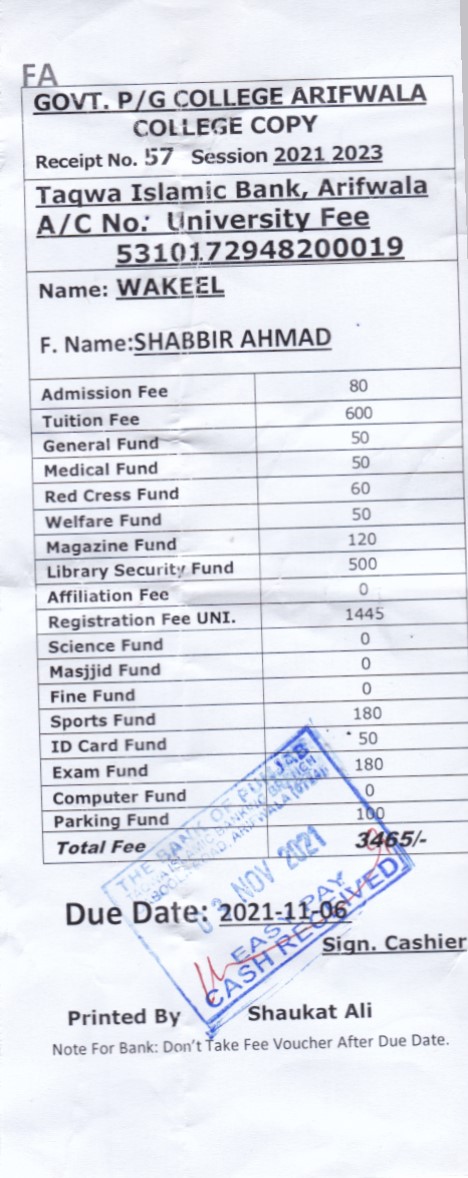 FA
GOVT. P/G COLLEGE ARIFWALA
COLLEGE COPY
Receipt No. 57 Session 2021 2023
Taqwa Islamic Bank, Arifwala
A/C No.: University Fee
5310172948200019
Name: WAKEEL
F. Name:SHABBIR AHMAD
Admission Fee 80
Tuition Fee 600
General Fund 50
Medical Fund 50
Red Cress Fund 60
Welfare Fund 50
Magazine Fund 120
Library Security Fund 500
Affiliation Fee 0
Registration Fee UNI. 1445
Science Fund 0
Masjjid Fund 0
Fine Fund 0
Sports Fund 180
ID Card Fund 50
Exam Fund 180
Computer Fund 0
Parking Fund 100
Total Fee 3465/-
THE BANK OF PUNJAB
TAQWA ISLAMIC BANKING BRANCH
ROAD, ARIFWALA
NOV 2021
EASY PAY
CASH RECEIVED
Due Date: 2021-11-06
Sign. Cashier
Printed By Shaukat Ali
Note For Bank: Don't Take Fee Voucher After Due Date.